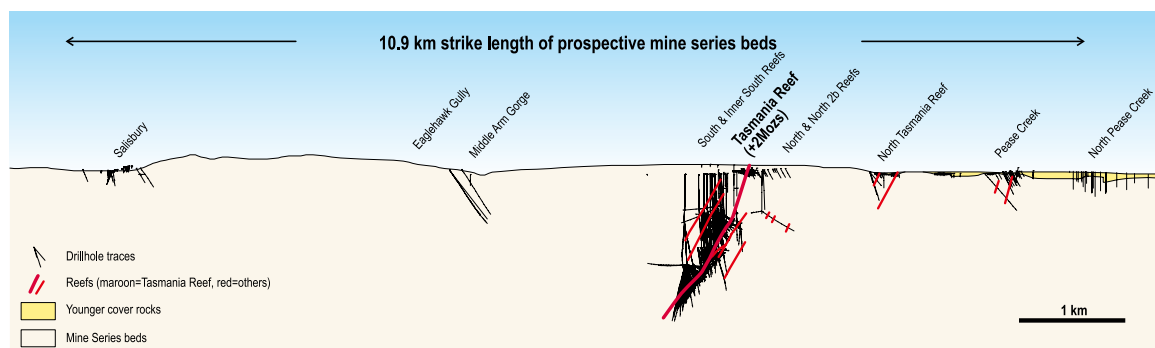 10.9 km strike length of prospective mine series beds
Salisbury
Eaglehawk Gully
Middle Arm Gorge
South & Inner South Reefs
Tasmania Reef
(+2Mozs)
North & North 2b Reefs
North Tasmania Reef
Pease Creek
North Pease Creek
Drillhole traces
Reefs (maroon=Tasmania Reef, red=others)
Younger cover rocks
Mine Series beds
1 km